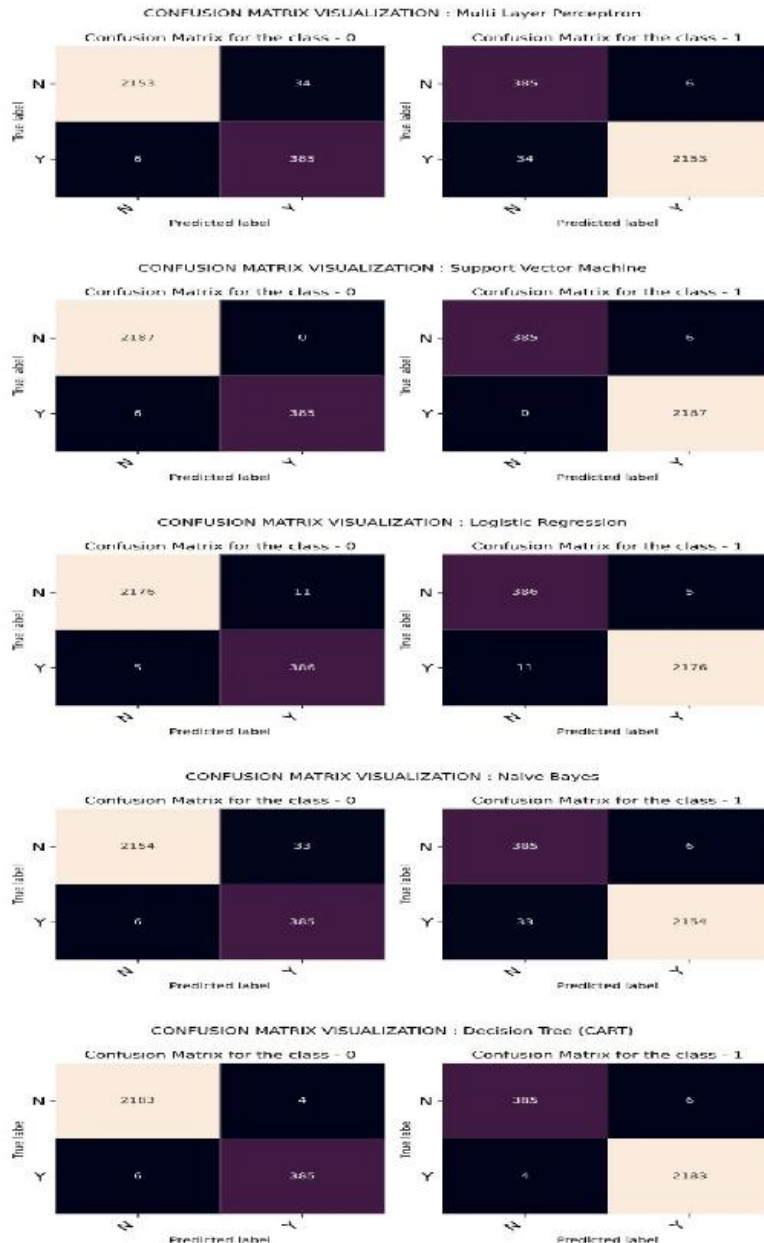 CONFUSION MATRIX VISUALIZATION : Multi Layer Perceptron
Confusion Matrix for the class - 0
N
2153
34
True label
Y
6
385
N
Y
Predicted label
Confusion Matrix for the class - 1
N
385
6
True label
Y
34
2153
N
Y
Predicted label
CONFUSION MATRIX VISUALIZATION : Support Vector Machine
Confusion Matrix for the class - 0
N
2187
0
True label
Y
6
385
N
Y
Predicted label
Confusion Matrix for the class - 1
N
385
6
True label
Y
0
2187
N
Y
Predicted label
CONFUSION MATRIX VISUALIZATION : Logistic Regression
Confusion Matrix for the class - 0
N
2176
11
True label
Y
5
386
N
Y
Predicted label
Confusion Matrix for the class - 1
N
386
5
True label
Y
11
2176
N
Y
Predicted label
CONFUSION MATRIX VISUALIZATION : Naive Bayes
Confusion Matrix for the class - 0
N
2154
33
True label
Y
6
385
N
Y
Predicted label
Confusion Matrix for the class - 1
N
385
6
True label
Y
33
2154
N
Y
Predicted label
CONFUSION MATRIX VISUALIZATION : Decision Tree (CART)
Confusion Matrix for the class - 0
N
2183
4
True label
Y
6
385
N
Y
Predicted label
Confusion Matrix for the class - 1
N
385
6
True label
Y
4
2183
N
Y
Predicted label